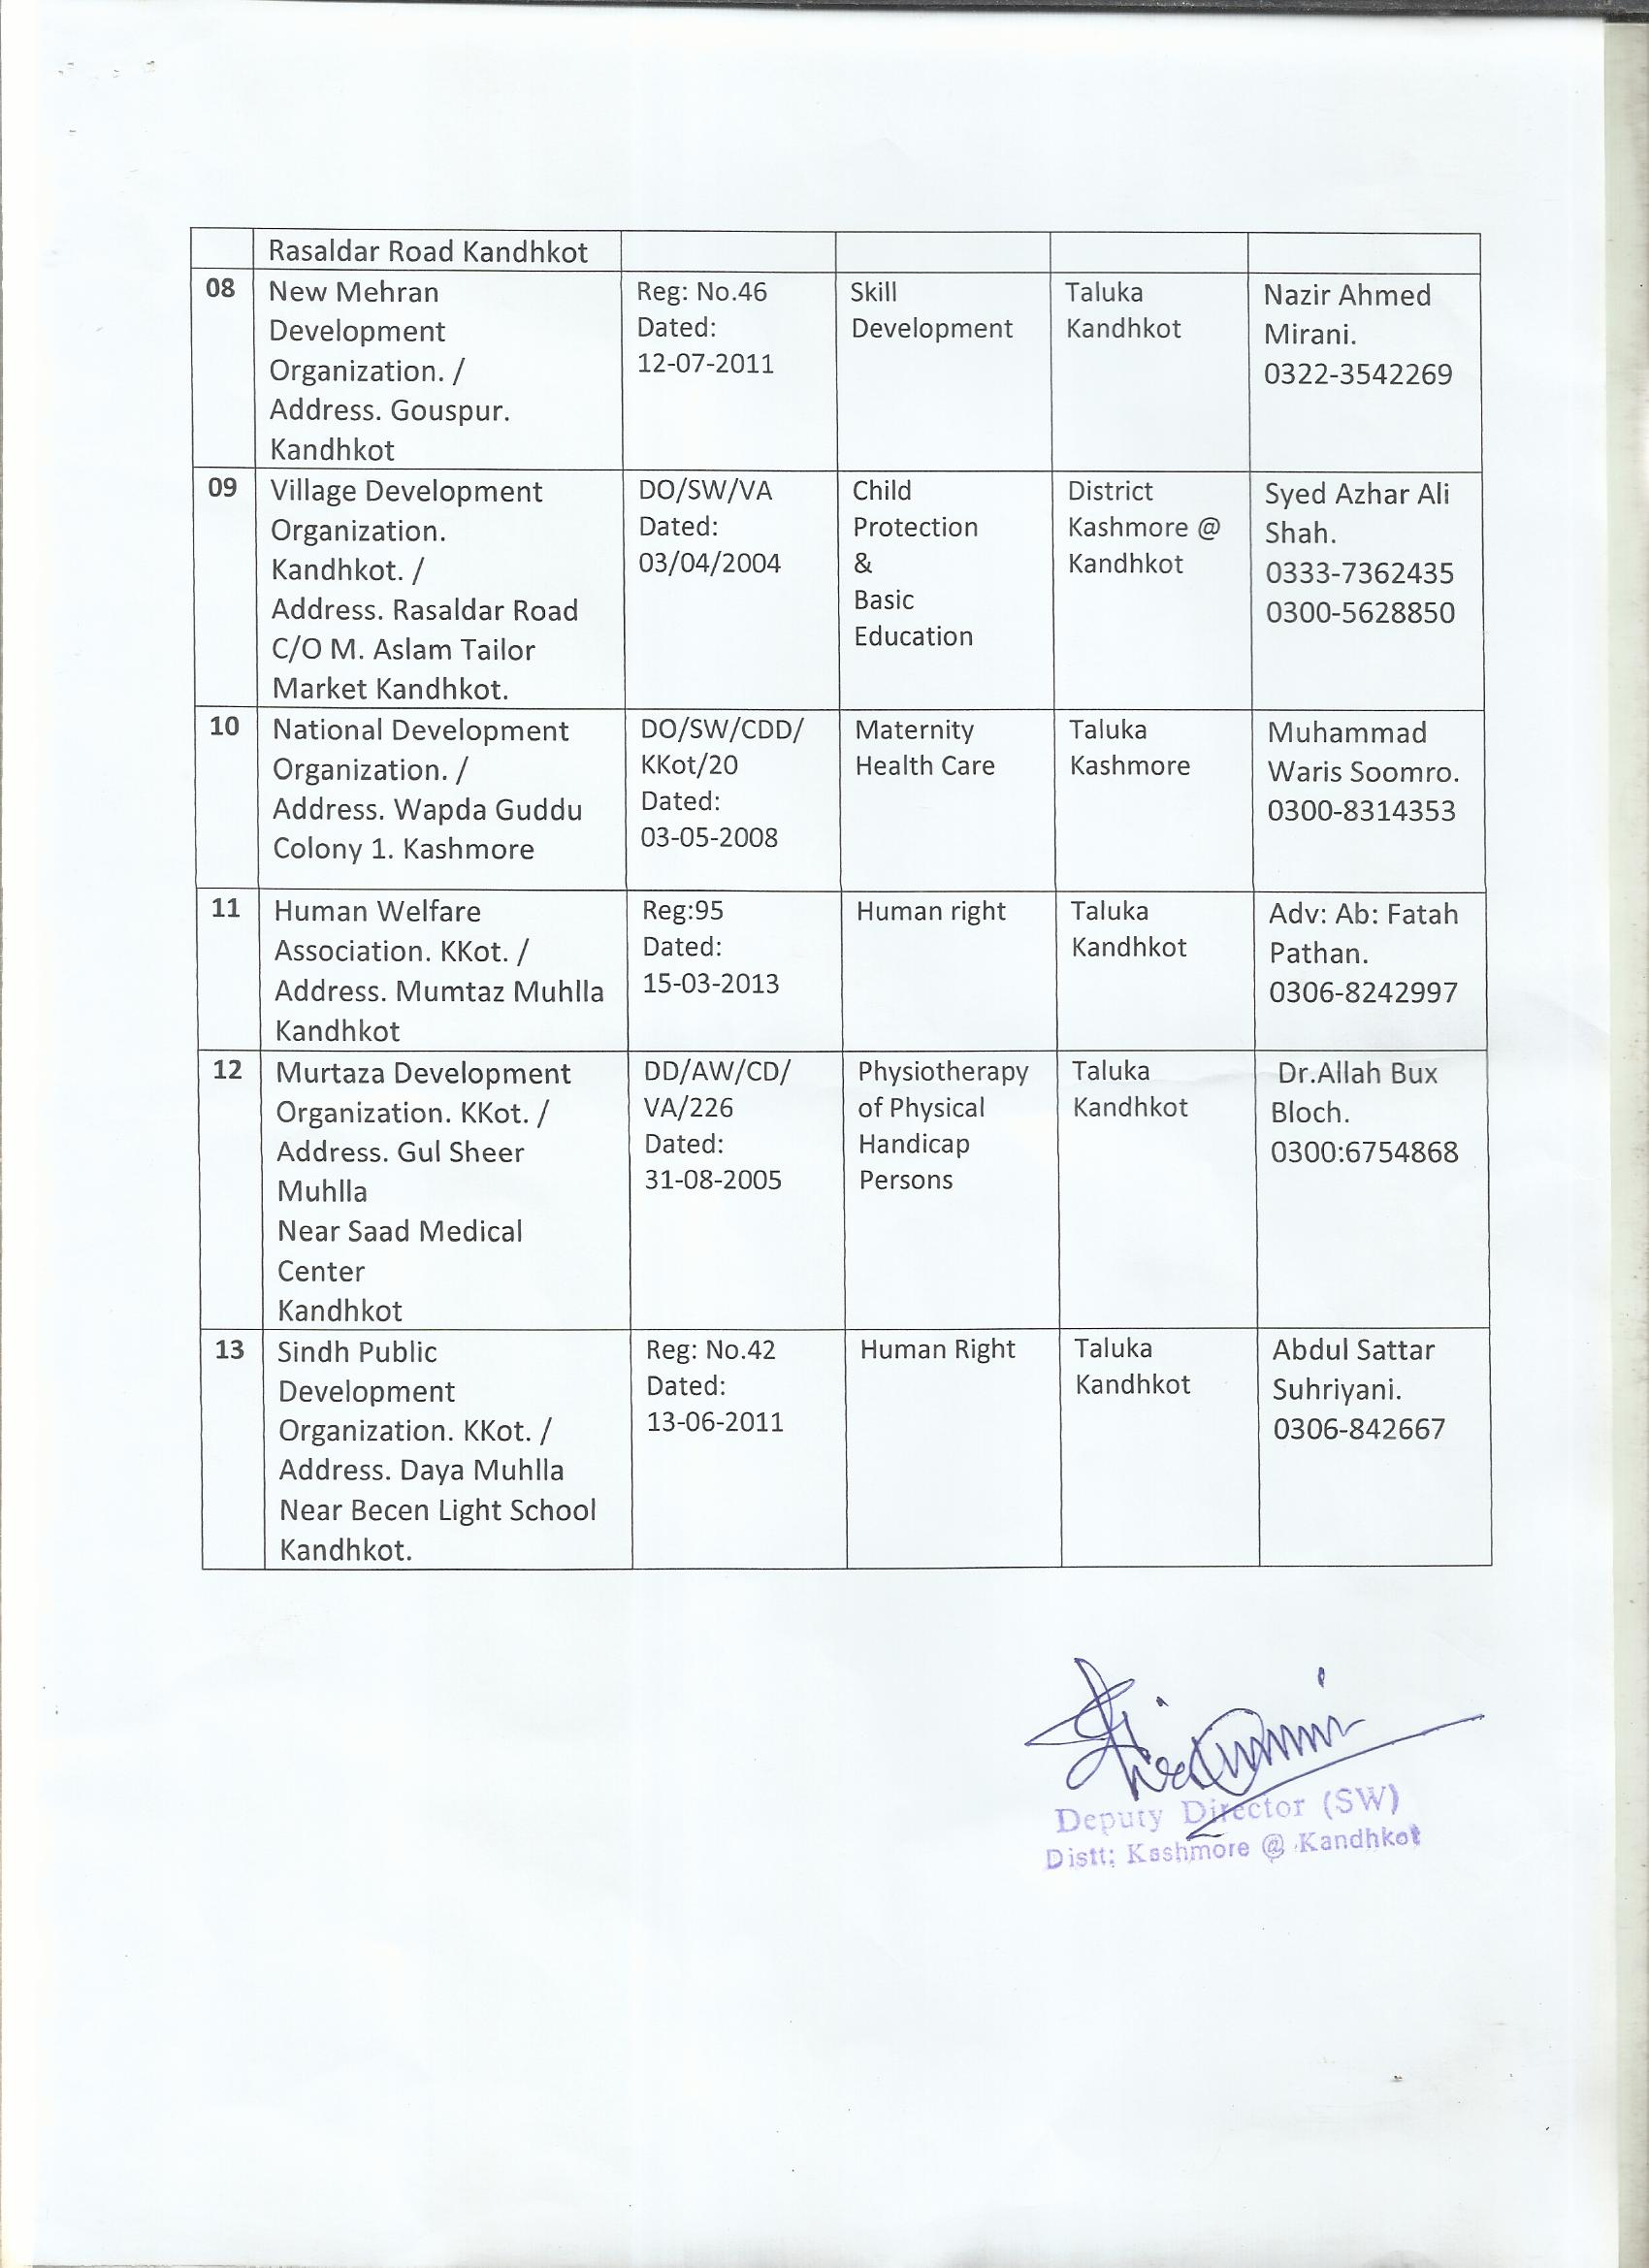 Rasaldar Road Kandhkot
08
New Mehran
Development
Organization. /
Address. Gouspur.
Kandhkot
Reg: No.46
Dated:
12-07-2011
Skill
Development
Taluka
Kandhkot
Nazir Ahmed
Mirani.
0322-3542269
09
Village Development
Organization.
Kandhkot. /
Address. Rasaldar Road
C/O M. Aslam Tailor
Market Kandhkot.
DO/SW/VA
Dated:
03/04/2004
Child
Protection
&
Basic
Education
District
Kashmore @
Kandhkot
Syed Azhar Ali
Shah.
0333-7362435
0300-5628850
10
National Development
Organization. /
Address. Wapda Guddu
Colony 1. Kashmore
DO/SW/CDD/
KKot/20
Dated:
03-05-2008
Maternity
Health Care
Taluka
Kashmore
Muhammad
Waris Soomro.
0300-8314353
11
Human Welfare
Association. KKot. /
Address. Mumtaz Muhlla
Kandhkot
Reg:95
Dated:
15-03-2013
Human right
Taluka
Kandhkot
Adv: Ab: Fatah
Pathan.
0306-8242997
12
Murtaza Development
Organization. KKot. /
Address. Gul Sheer
Muhlla
Near Saad Medical
Center
Kandhkot
DD/AW/CD/
VA/226
Dated:
31-08-2005
Physiotherapy
of Physical
Handicap
Persons
Taluka
Kandhkot
Dr.Allah Bux
Bloch.
0300:6754868
13
Sindh Public
Development
Organization. KKot. /
Address. Daya Muhlla
Near Becen Light School
Kandhkot.
Reg: No.42
Dated:
13-06-2011
Human Right
Taluka
Kandhkot
Abdul Sattar
Suhriyani.
0306-842667
Deputy Director (SW)
Distt; Kashmore @ Kandhkot